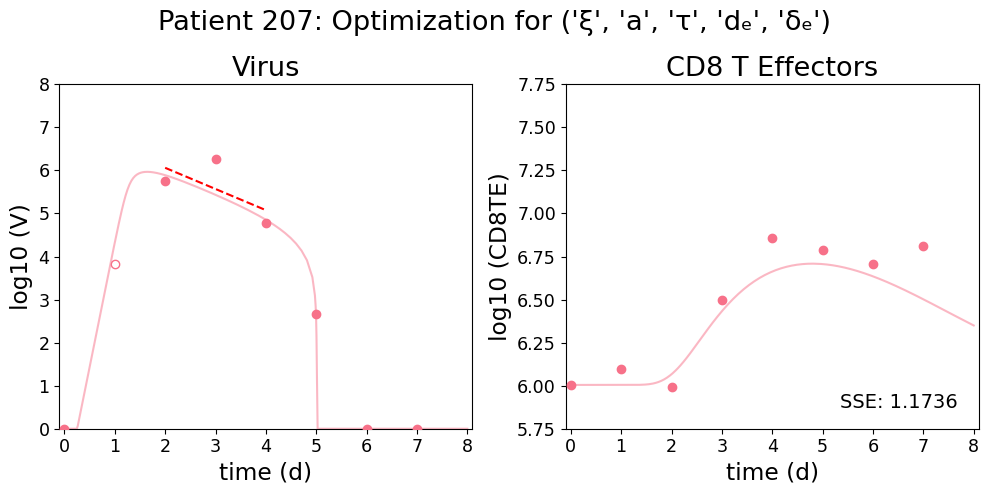 Patient 207: Optimization for ('ξ', 'a', 'τ', 'dₑ', 'δₑ')
Virus
CD8 T Effectors
log10 (V)
8
7
6
5
4
3
2
1
0
0 1 2 3 4 5 6 7 8
time (d)
log10 (CD8TE)
7.75
7.50
7.25
7.00
6.75
6.50
6.25
6.00
5.75
SSE: 1.1736
0 1 2 3 4 5 6 7 8
time (d)